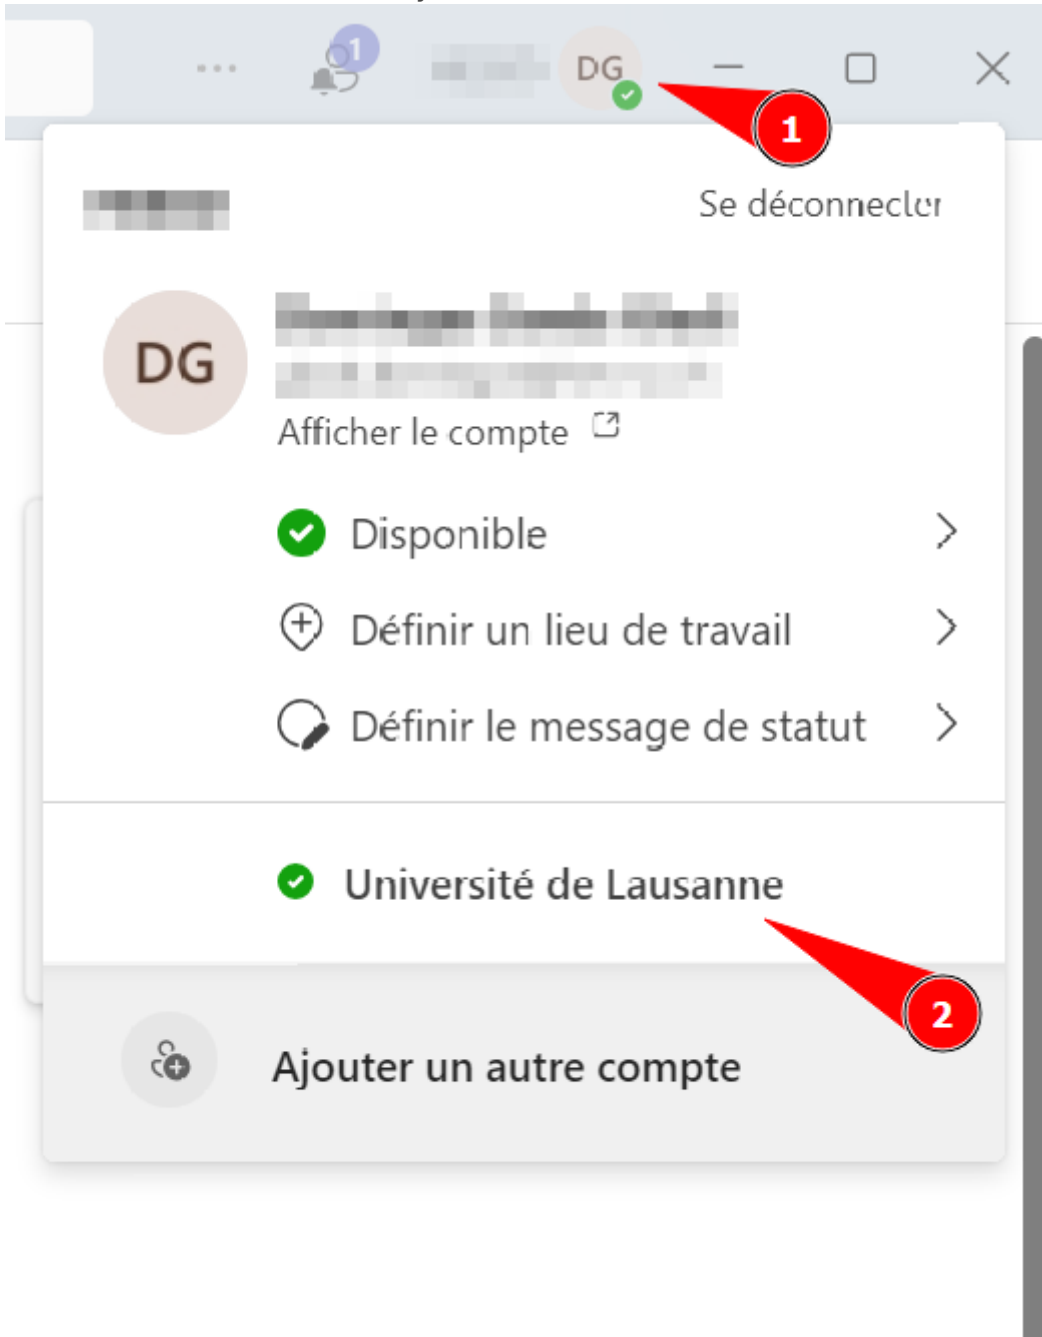 1
DG
1
Se déconnecter
DG
Afficher le compte
Disponible
Définir un lieu de travail
Définir le message de statut
Université de Lausanne
2
Ajouter un autre compte